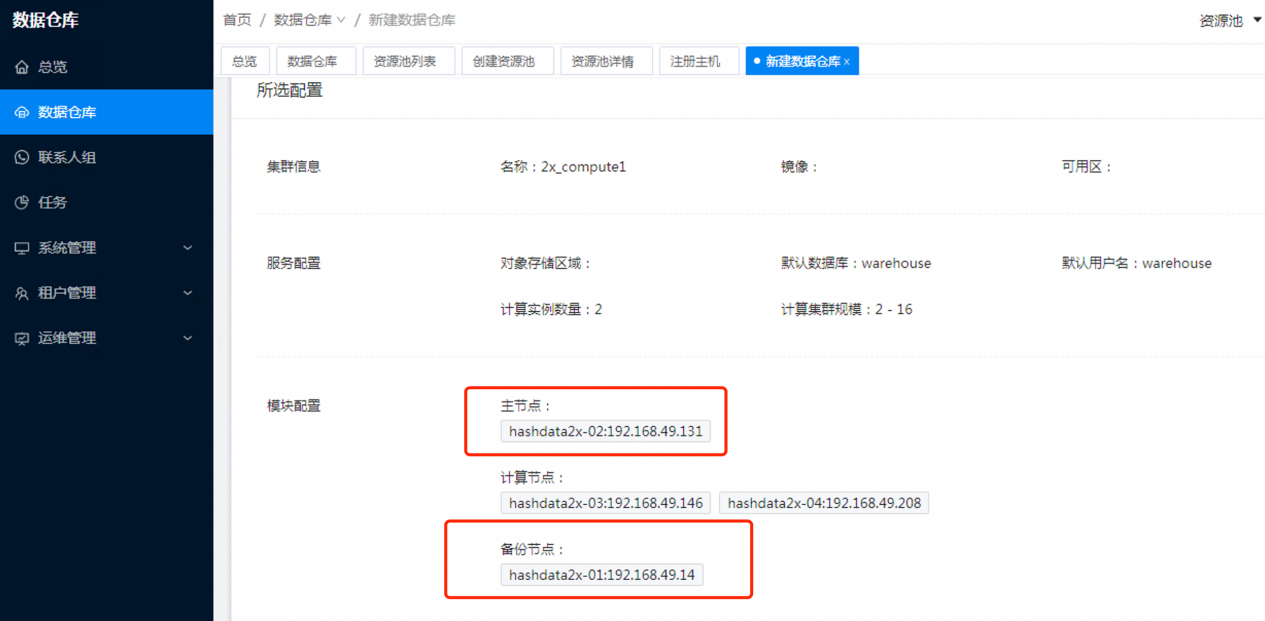 数据仓库
首页 / 数据仓库 / 新建数据仓库
资源池
总览
数据仓库
资源池列表
创建资源池
资源池详情
注册主机
新建数据仓库 ×
总览
数据仓库
联系人组
任务
系统管理
租户管理
运维管理
所选配置
集群信息
名称：2x_compute1
镜像：
可用区：
服务配置
对象存储区域：
默认数据库：warehouse
默认用户名：warehouse
计算实例数量：2
计算集群规模：2 - 16
模块配置
主节点：
hashdata2x-02:192.168.49.131
计算节点：
hashdata2x-03:192.168.49.146
hashdata2x-04:192.168.49.208
备份节点：
hashdata2x-01:192.168.49.14